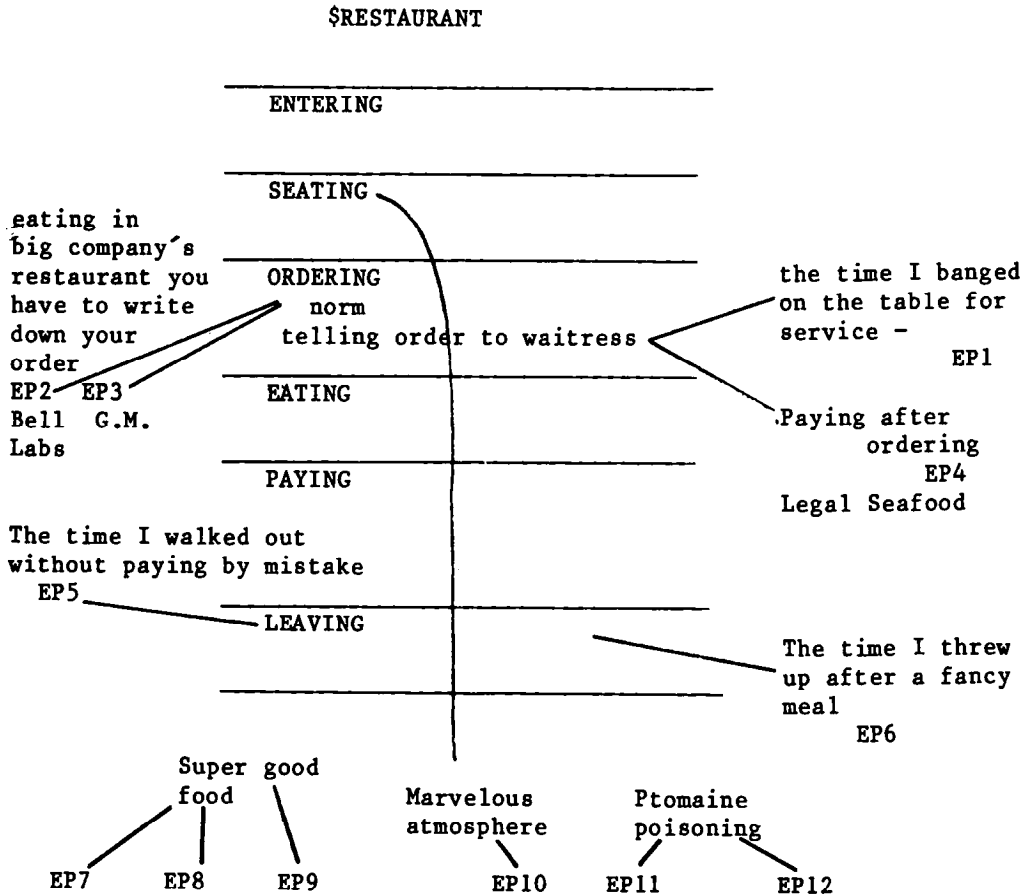 $RESTAURANT
ENTERING
SEATING
eating in
big company's
restaurant you
have to write
down your
order
EP2 EP3
Bell G.M.
Labs
ORDERING
norm
telling order to waitress
the time I banged
on the table for
service -
EP1
EATING
Paying after
ordering
EP4
Legal Seafood
PAYING
The time I walked out
without paying by mistake
EP5
LEAVING
The time I threw
up after a fancy
meal
EP6
Super good
food
Marvelous
atmosphere
Ptomaine
poisoning
EP7 EP8 EP9 EP10 EP11 EP12